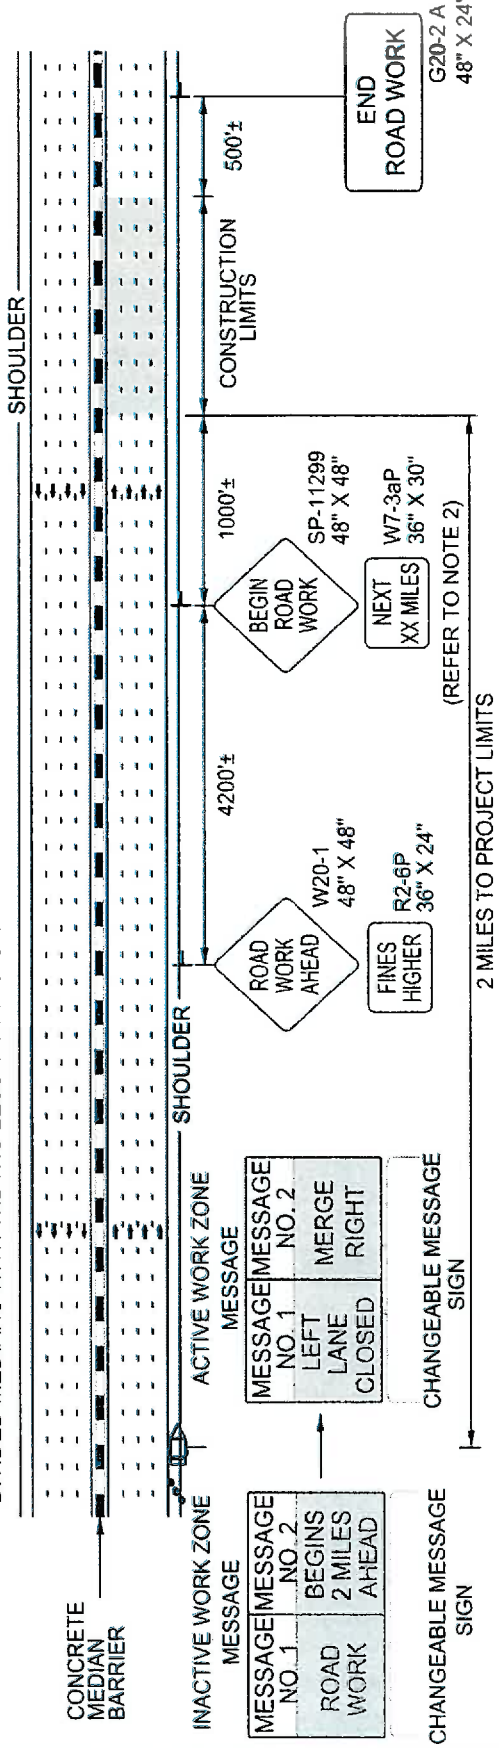 SHOULDER
CONCRETE
MEDIAN
BARRIER
SHOULDER
4200'±
1000'±
CONSTRUCTION
LIMITS
500'±
INACTIVE WORK ZONE
MESSAGE
MESSAGE
NO. 1
MESSAGE
NO. 2
ROAD
WORK
BEGINS
2 MILES
AHEAD
CHANGEABLE MESSAGE
SIGN
ACTIVE WORK ZONE
MESSAGE
MESSAGE
NO. 1
MESSAGE
NO. 2
LEFT
LANE
CLOSED
MERGE
RIGHT
CHANGEABLE MESSAGE
SIGN
ROAD
WORK
AHEAD
W20-1
48" X 48"
FINES
HIGHER
R2-6P
36" X 24"
BEGIN
ROAD
WORK
SP-11299
48" X 48"
NEXT
XX MILES
W7-3aP
36" X 30"
(REFER TO NOTE 2)
2 MILES TO PROJECT LIMITS
END
ROAD WORK
G20-2 A
48" X 24"